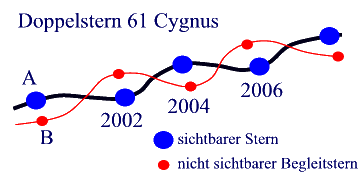 Doppelstern 61 Cygnus
A
B
2002
2004
2006
sichtbarer Stern
nicht sichtbarer Begleitstern